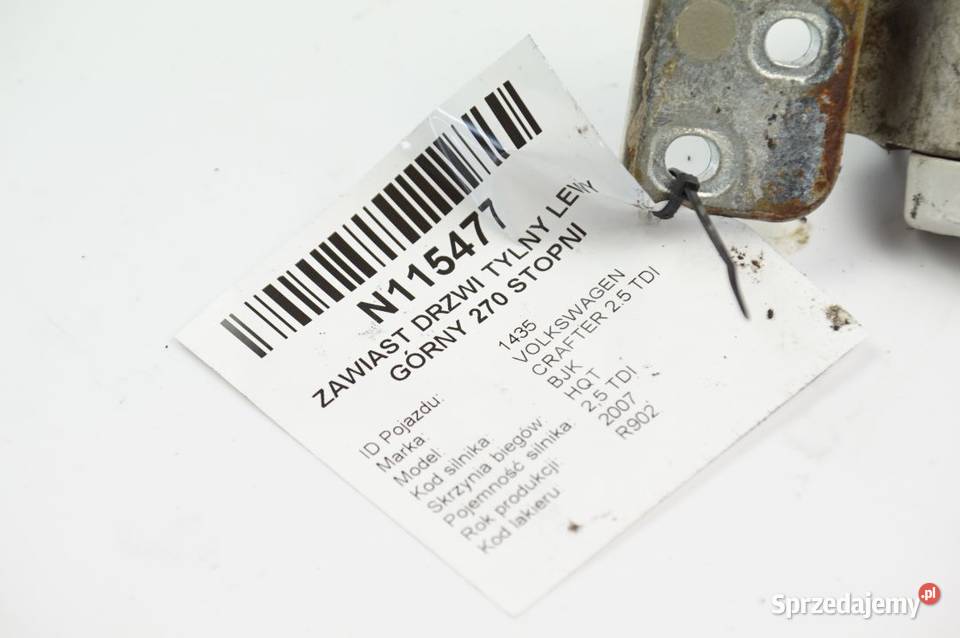 N115477
ZAWIAST DRZWI TYLNY LEWY
GÓRNY 270 STOPNI
ID Pojazdu: 1435
Marka: VOLKSWAGEN
Model: CRAFTER 2.5 TDI
Kod silnika: BJK
Skrzynia biegów: HQT
Pojemność silnika: 2.5 TDI
Rok produkcji: 2007
Kod lakieru R902
Sprzedajemy.pl